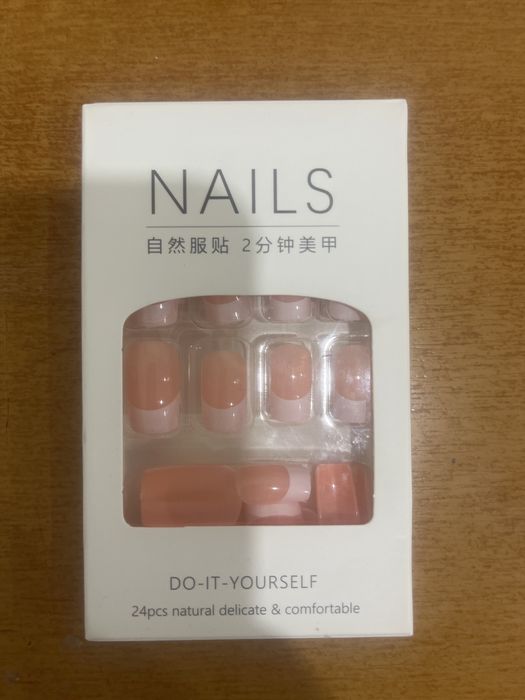 NAILS
自然服贴 2分钟美甲
DO-IT-YOURSELF
24pcs natural delicate & comfortable